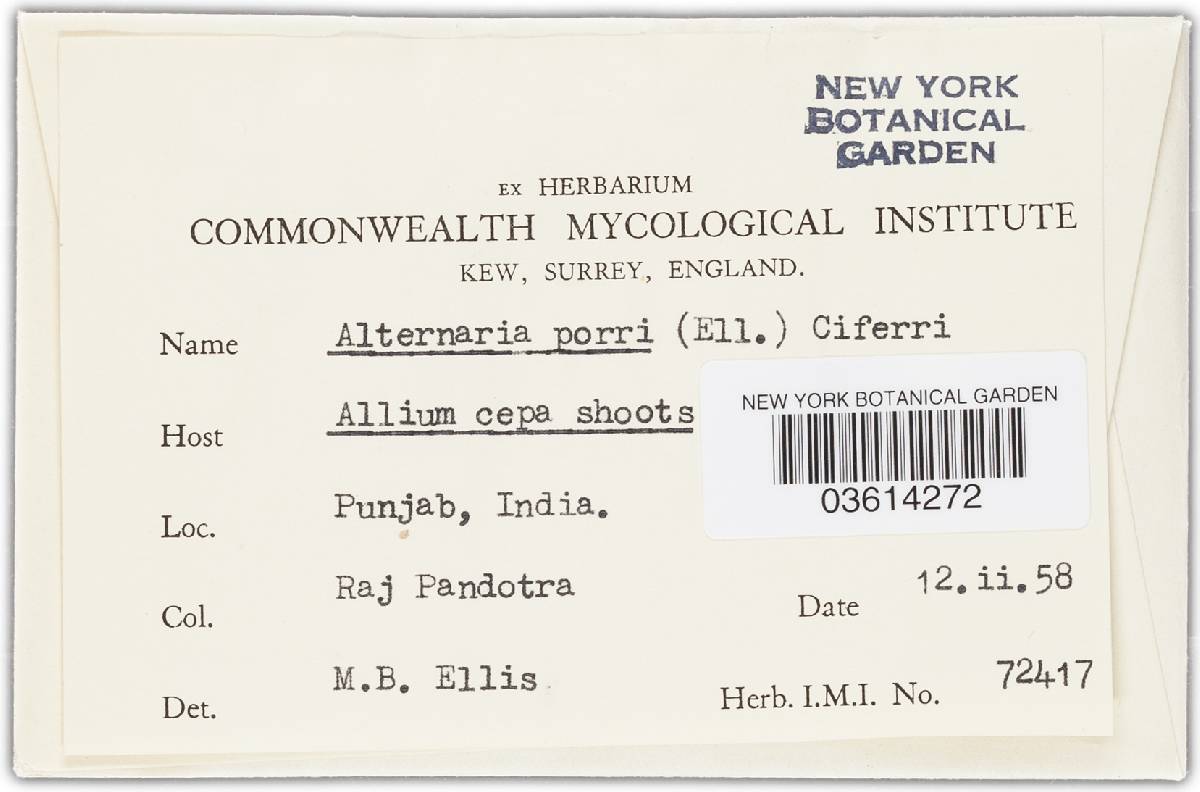 NEW YORK
BOTANICAL
GARDEN
EX HERBARIUM
COMMONWEALTH MYCOLOGICAL INSTITUTE
KEW, SURREY, ENGLAND.
Name Alternaria porri (Ell.) Ciferri
Host Allium cepa shoots
NEW YORK BOTANICAL GARDEN
03614272
Loc. Punjab, India.
Col. Raj Pandotra
Date 12.ii.58
Det. M.B. Ellis
Herb. I.M.I. No. 72417